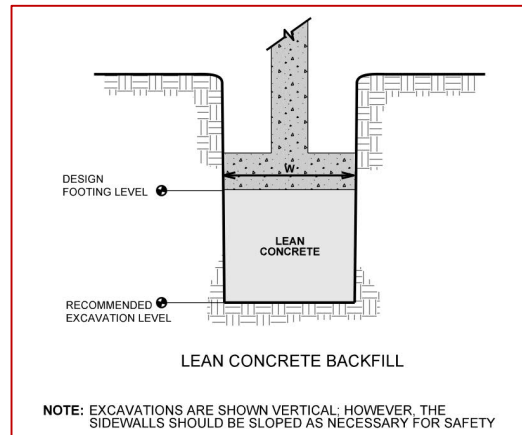 W
DESIGN
FOOTING LEVEL
LEAN
CONCRETE
RECOMMENDED
EXCAVATION LEVEL
LEAN CONCRETE BACKFILL
NOTE: EXCAVATIONS ARE SHOWN VERTICAL; HOWEVER, THE
SIDEWALLS SHOULD BE SLOPED AS NECESSARY FOR SAFETY